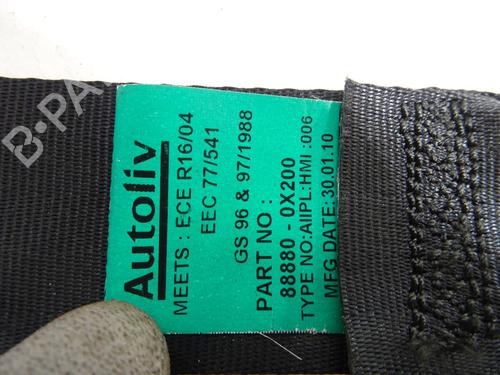 Autoliv
MEETS : ECE R16/04
EEC 77/541
GS 96 & 97/1988
PART NO :
88880 - 0X200
TYPE NO:AIIPL:HMI :006
MFG DATE: 30.01.10
B-PARTS